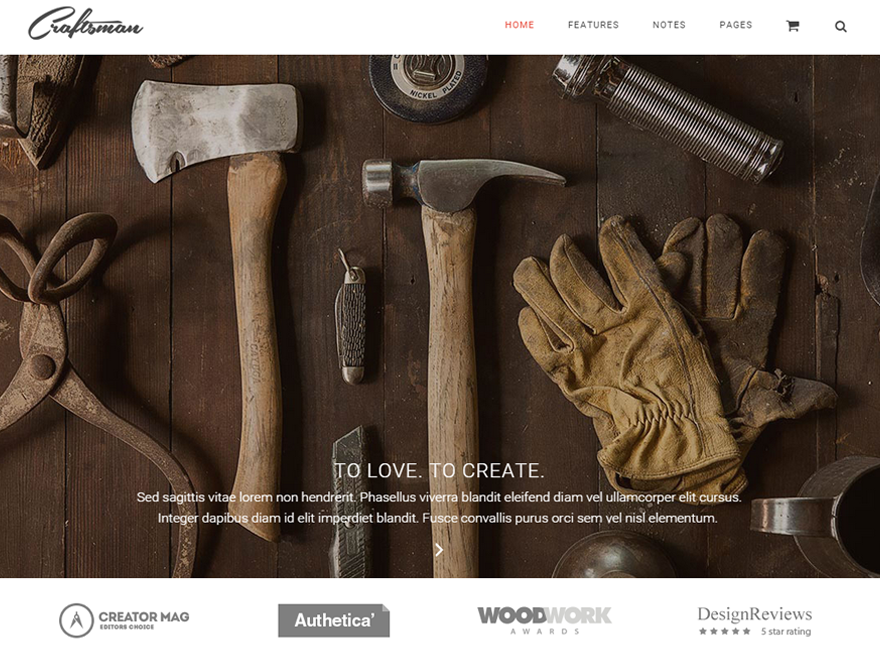 Craftsman
HOME FEATURES NOTES PAGES
NICKEL PLATED
TO LOVE. TO CREATE.
Sed sagittis vitae lorem non hendrerit. Phasellus viverra blandit eleifend diam vel ullamcorper elit cursus.
Integer dapibus diam id elit imperdiet blandit. Fusce convallis purus orci sem vel nisl elementum.
CREATOR MAG
EDITORS CHOICE
Authetica'
WOODWORK
AWARDS
DesignReviews
5 star rating